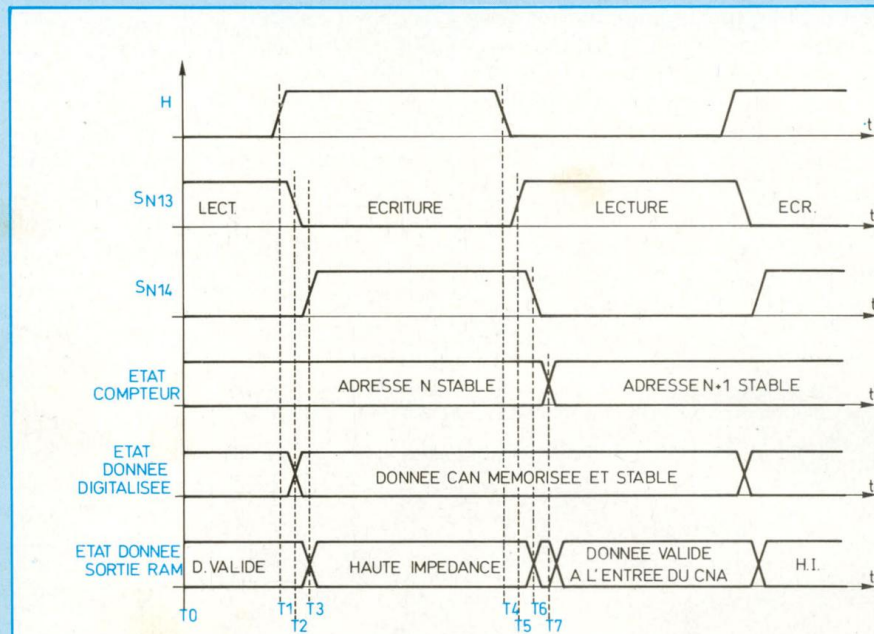 H
t
S N13
LECT.
ECRITURE
LECTURE
ECR.
t
S N14
t
ETAT
COMPTEUR
ADRESSE N STABLE
ADRESSE N+1 STABLE
t
ETAT
DONNEE
DIGITALISEE
DONNEE CAN MEMORISEE ET STABLE
t
ETAT DONNEE
SORTIE RAM
D. VALIDE
HAUTE IMPEDANCE
DONNEE VALIDE
A L'ENTREE DU CNA
H.I.
t
T0
T1
T2
T3
T4
T5
T6
T7